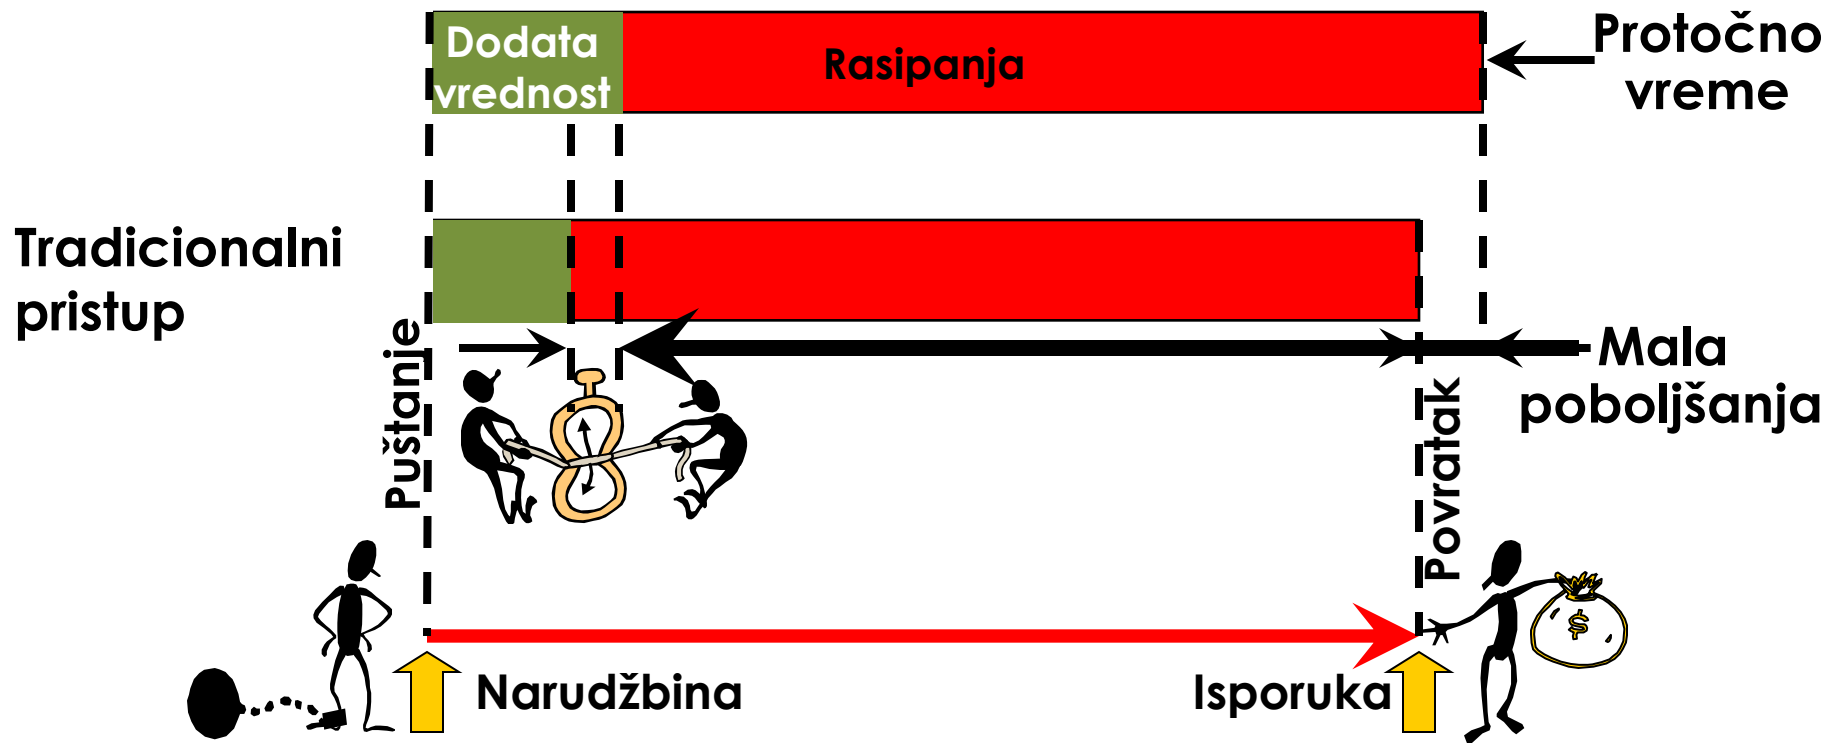 Dodata
vrednost
Rasipanja
Protočno
vreme
Tradicionalni
pristup
Puštanje
Mala
poboljšanja
Povratak
$
Narudžbina
Isporuka